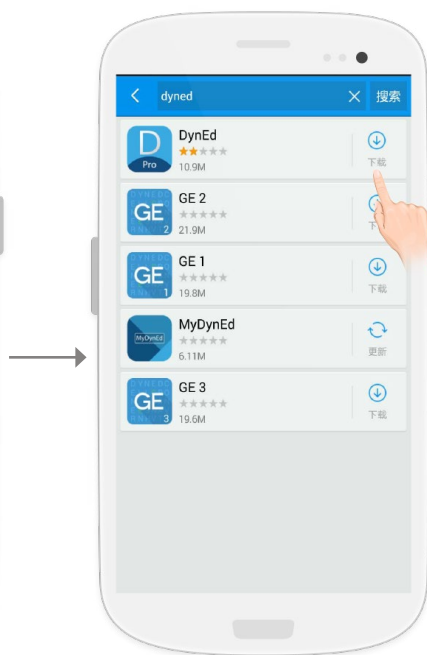 dyned
搜索
D
Pro
DynEd
10.9M
下载
GE
2
GE 2
21.9M
下
GE
1
GE 1
19.8M
下载
MyDynEd
MyDynEd
6.11M
更新
GE
3
GE 3
19.6M
下载